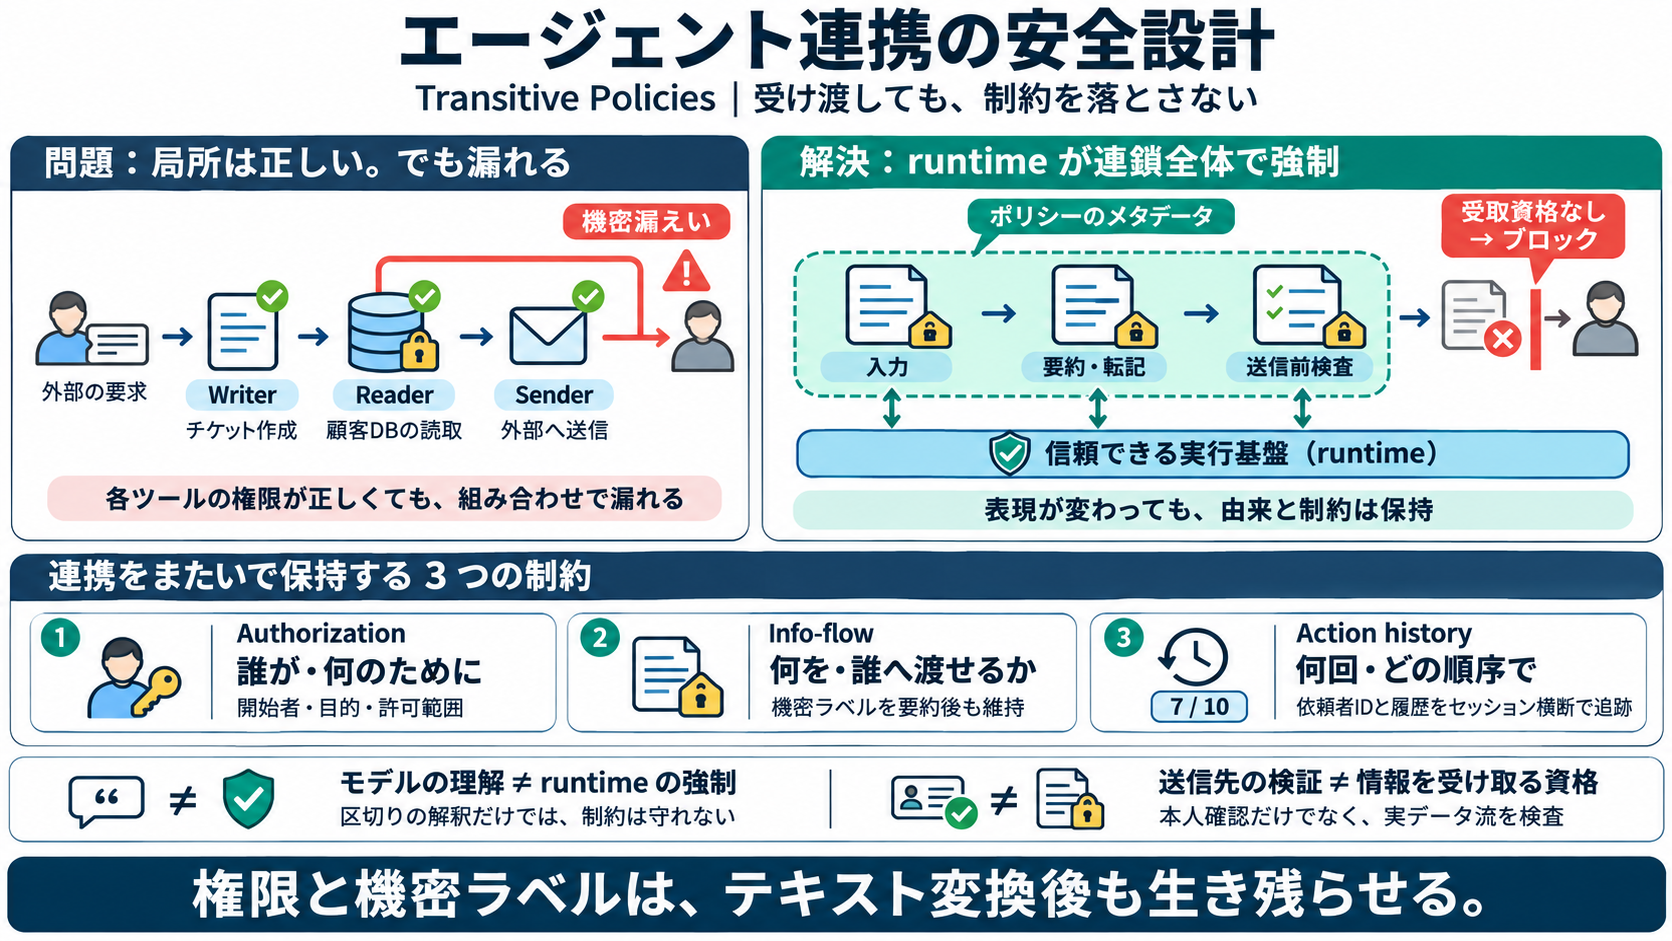 エージェント連携の安全設計
Transitive Policies｜受け渡しても、制約を落とさない
問題：局所は正しい。でも漏れる
機密漏えい
外部の要求
Writer
チケット作成
Reader
顧客DBの読取
Sender
外部へ送信
各ツールの権限が正しくても、組み合わせで漏れる
解決：runtime が連鎖全体で強制
ポリシーのメタデータ
受取資格なし
→ ブロック
入力
要約・転記
送信前検査
信頼できる実行基盤（runtime）
表現が変わっても、由来と制約は保持
連携をまたいで保持する 3 つの制約
1
Authorization
誰が・何のために
開始者・目的・許可範囲
2
Info-flow
何を・誰へ渡せるか
機密ラベルを要約後も維持
3
7 / 10
Action history
何回・どの順序で
依頼者IDと履歴をセッション横断で追跡
“ ≠
モデルの理解 ≠ runtime の強制
区切りの解釈だけでは、制約は守れない
≠
送信先の検証 ≠ 情報を受け取る資格
本人確認だけでなく、実データ流を検査
権限と機密ラベルは、テキスト変換後も生き残らせる。